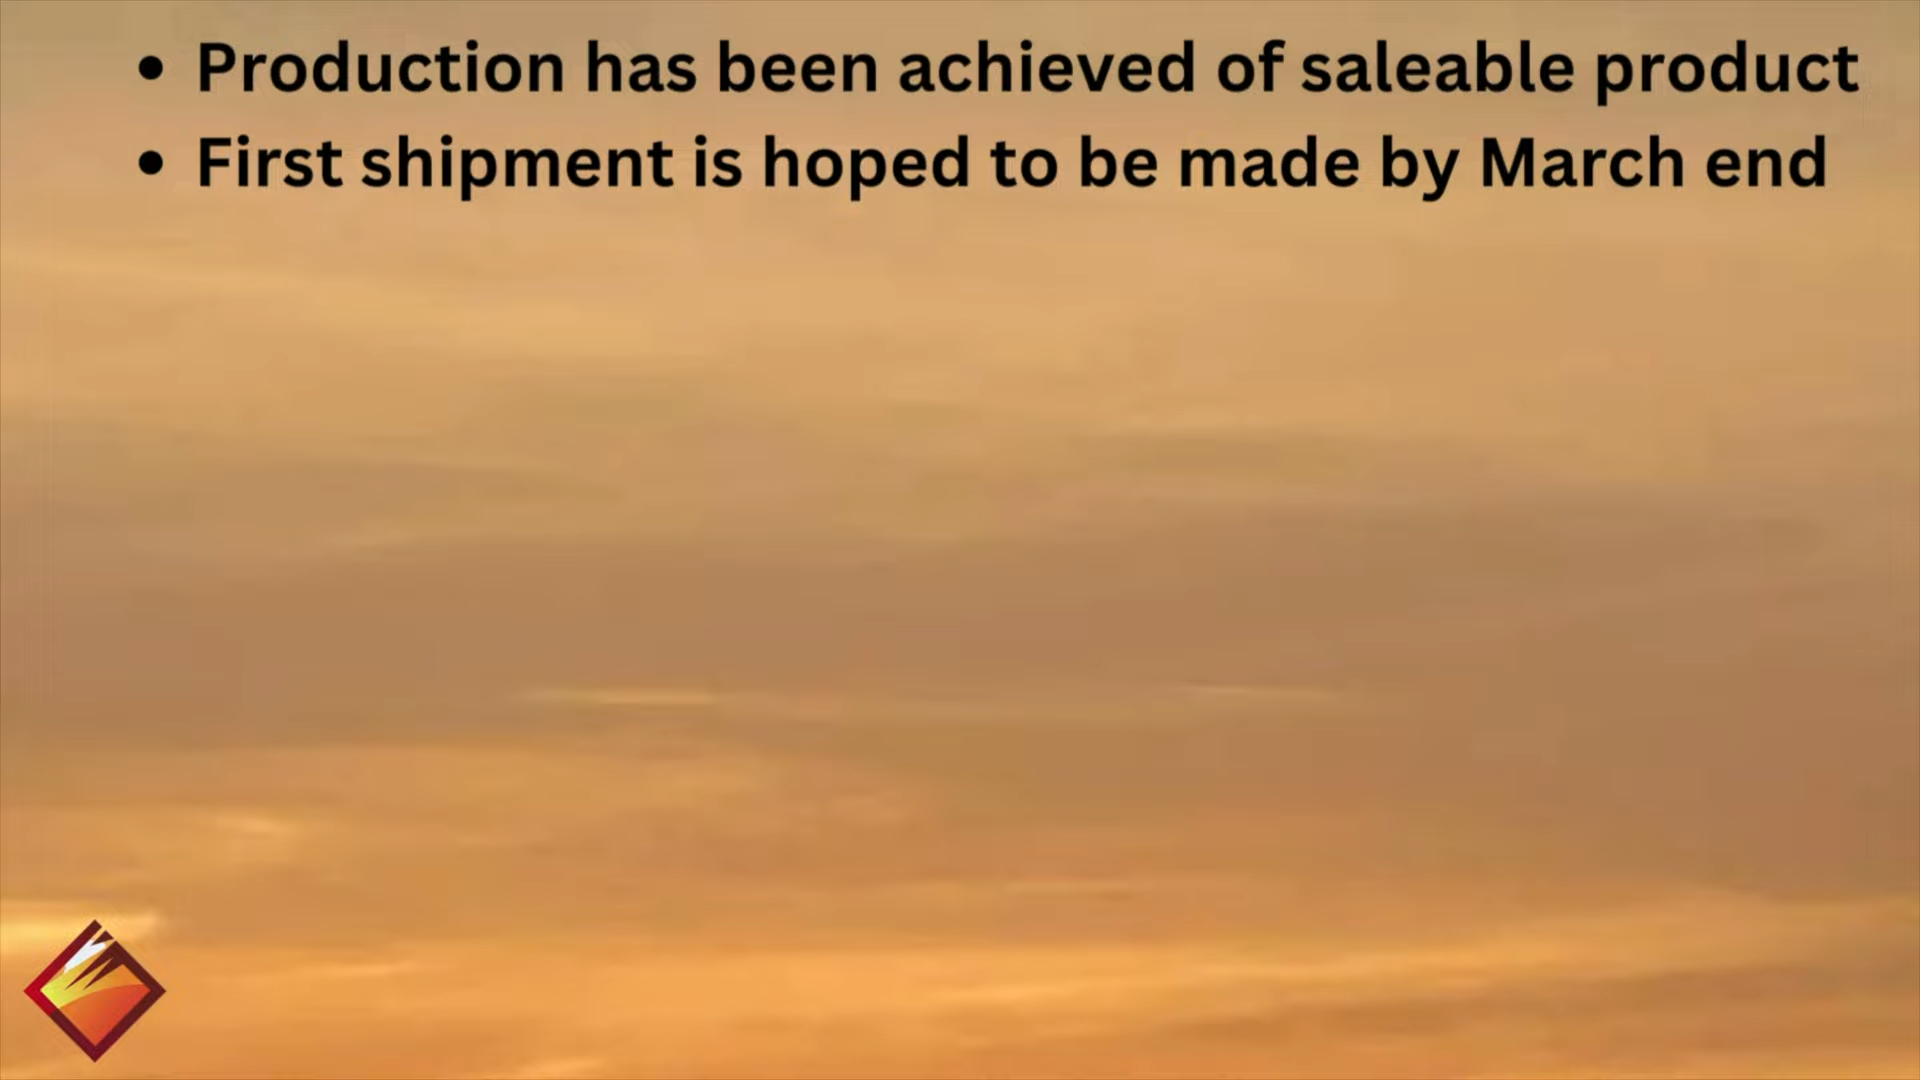 • Production has been achieved of saleable product
• First shipment is hoped to be made by March end